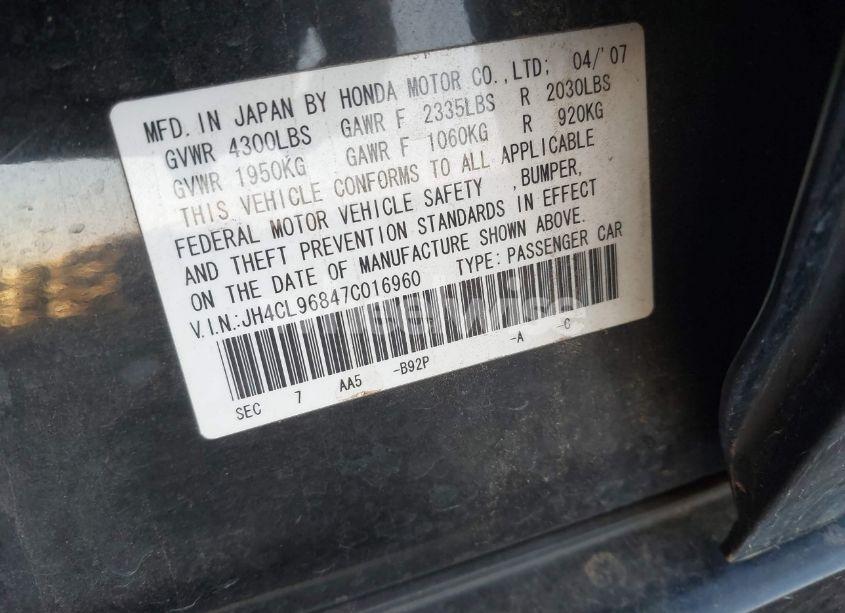 MFD. IN JAPAN BY HONDA MOTOR CO.,LTD; 04/'07
GVWR 4300LBS GAWR F 2335LBS R 2030LBS
GVWR 1950KG GAWR F 1060KG R 920KG
THIS VEHICLE CONFORMS TO ALL APPLICABLE
FEDERAL MOTOR VEHICLE SAFETY ,BUMPER,
AND THEFT PREVENTION STANDARDS IN EFFECT
ON THE DATE OF MANUFACTURE SHOWN ABOVE.
V.I.N.:JH4CL96847C016960 TYPE:PASSENGER CAR
SEC 7 AA5 -B92P -A -C